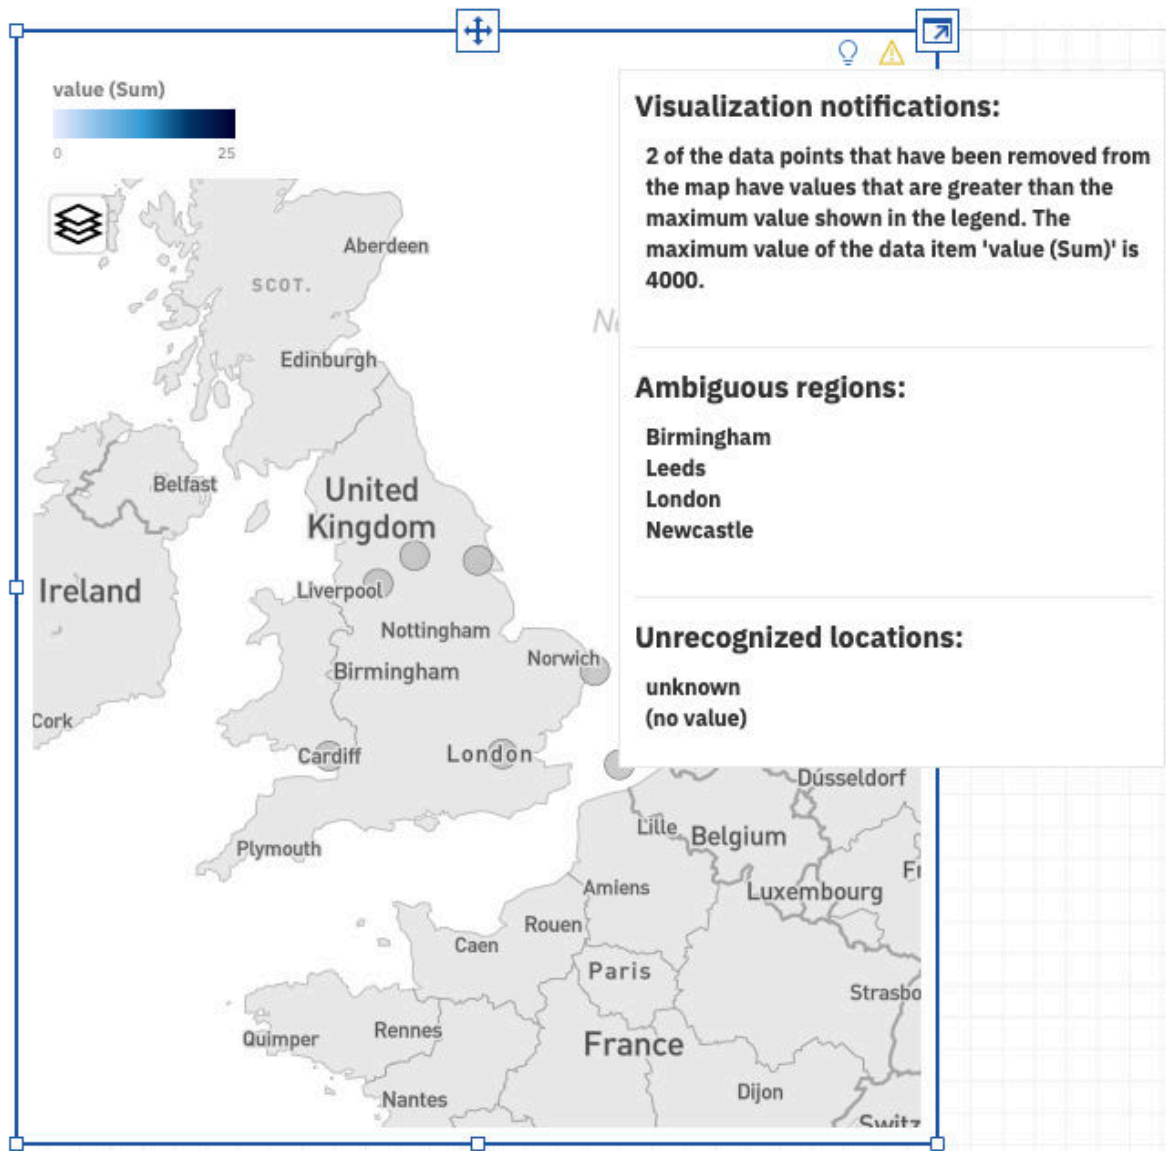 value (Sum)
0
25
Visualization notifications:
2 of the data points that have been removed from
the map have values that are greater than the
maximum value shown in the legend. The
maximum value of the data item 'value (Sum)' is
4000.
Ambiguous regions:
Birmingham
Leeds
London
Newcastle
Unrecognized locations:
unknown
(no value)
Aberdeen
SCOT.
Edinburgh
Belfast
United
Kingdom
Ireland
Liverpool
Nottingham
Norwich
Birmingham
Cork
Cardiff
London
Düsseldorf
Plymouth
Lille
Belgium
Amiens
Luxembourg
Rouen
Caen
Paris
Strasbo
Quimper
Rennes
France
Nantes
Dijon
Switz